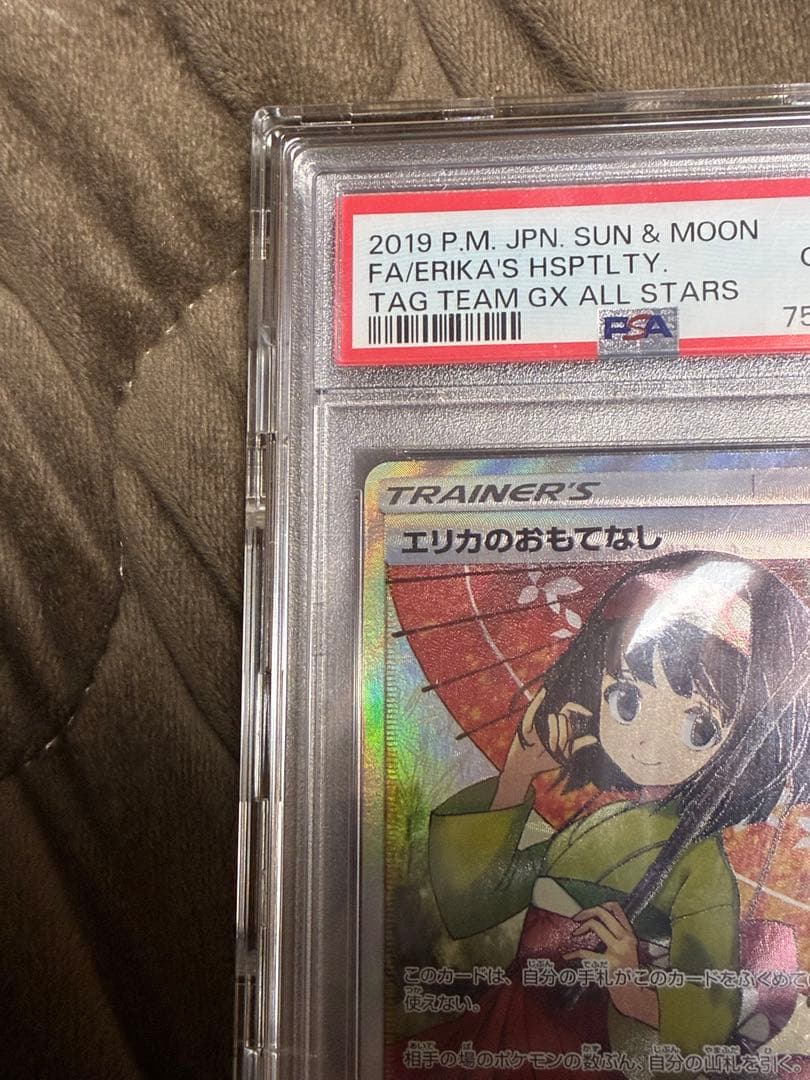 2019 P.M. JPN. SUN & MOON
FA/ERIKA'S HSPTLTY.
TAG TEAM GX ALL STARS
75
PSA
TRAINER'S
エリカのおもてなし
このカードは、自分の手札がこのカードをふくめて
使えない。
相手の場のポケモンの数ぶん、自分の山札を引く。